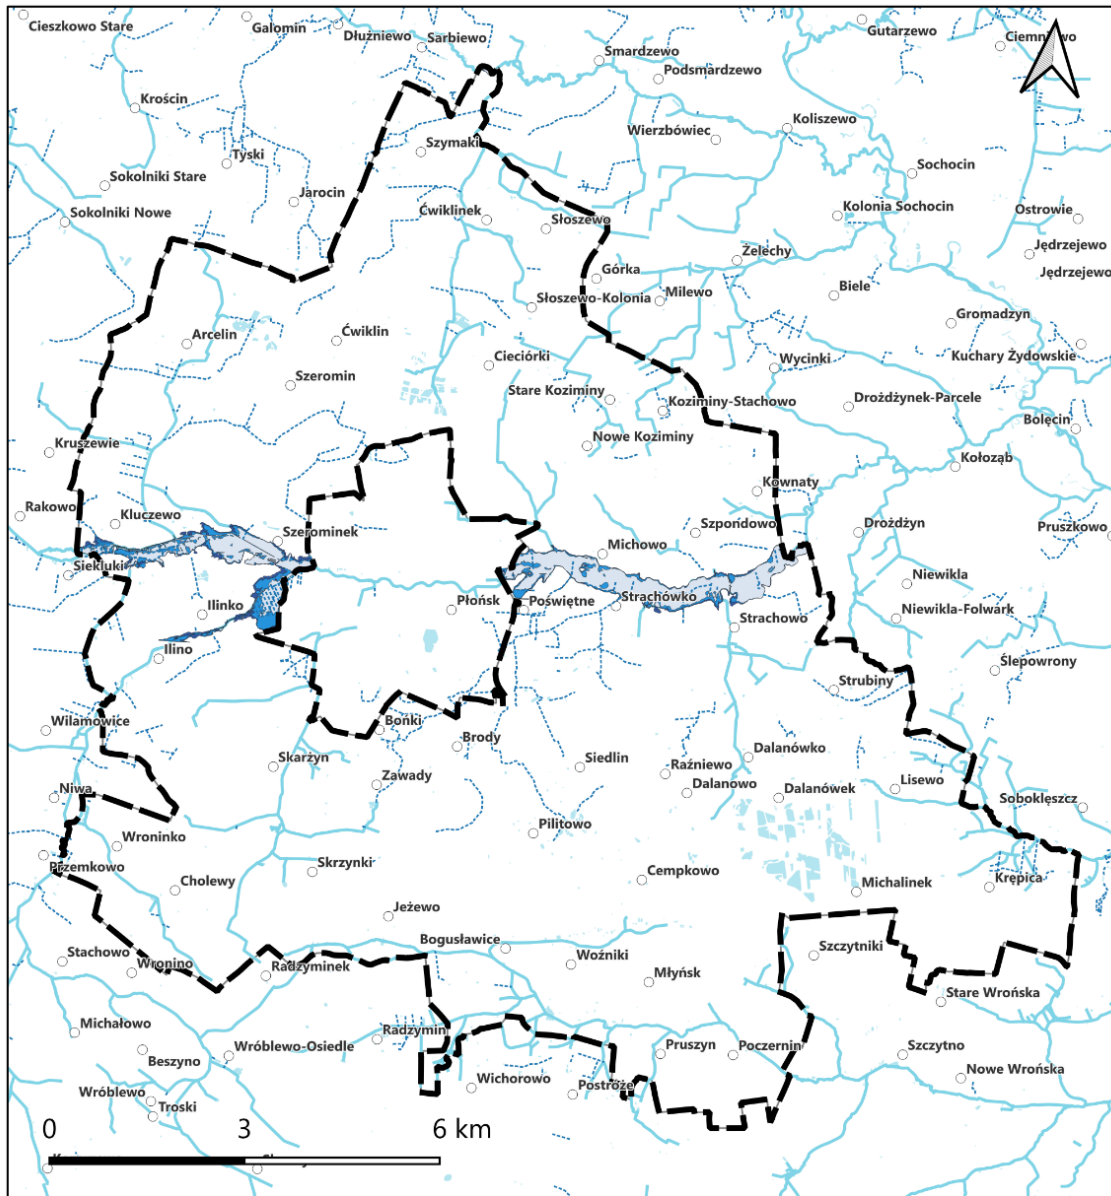 Cieszkowo Stare
Galomin
Dłużniewo
Sarbiewo
Smardzewo
Gutarzewo
Podsmardzewo
Krościn
Koliszewo
Wierzbówiec
Szymaki
Tyski
Sochocin
Sokolniki Stare
Jarocin
Sokolniki Nowe
Ćwiklinek
Słoszewo
Kolonia Sochocin
Ostrowie
Żelechy
Jędrzejewo
Górka
Jędrzejewo
Milewo
Biele
Słoszewo-Kolonia
Gromadzyn
Arcelin
Ćwiklin
Cieciórki
Wycinki
Kuchary Żydowskie
Szeromin
Stare Koziminy
Koziminy-Stachowo
Drożdżynek-Parcele
Bolęcin
Kruszewie
Nowe Koziminy
Kołoząb
Kownaty
Rakowo
Kluczewo
Szerominek
Szpondowo
Drożdżyn
Pruszkowo
Michowo
Siekluki
Niewikla
Ilinko
Płońsk
Poświętne
Strachówko
Niewikla-Folwark
Strachowo
Ilino
Ślepowrony
Strubiny
Wilamowice
Bońki
Brody
Dalanówko
Skarżyn
Siedlin
Raźniewo
Zawady
Dalanowo
Dalanówek
Lisewo
Niwa
Soboklęszcz
Wroninko
Pilitowo
Przemkowo
Skrzynki
Cholewy
Cempkowo
Michalinek
Krępica
Jeżewo
Bogusławice
Szczytniki
Stachowo
Wronino
Radzyminek
Woźniki
Młyńsk
Stare Wrońska
Michałowo
Radzymin
Beszyno
Wróblewo-Osiedle
Pruszyn
Poczernin
Szczytno
Wichorowo
Postróże
Nowe Wrońska
Wróblewo
Troski
0 3 6 km